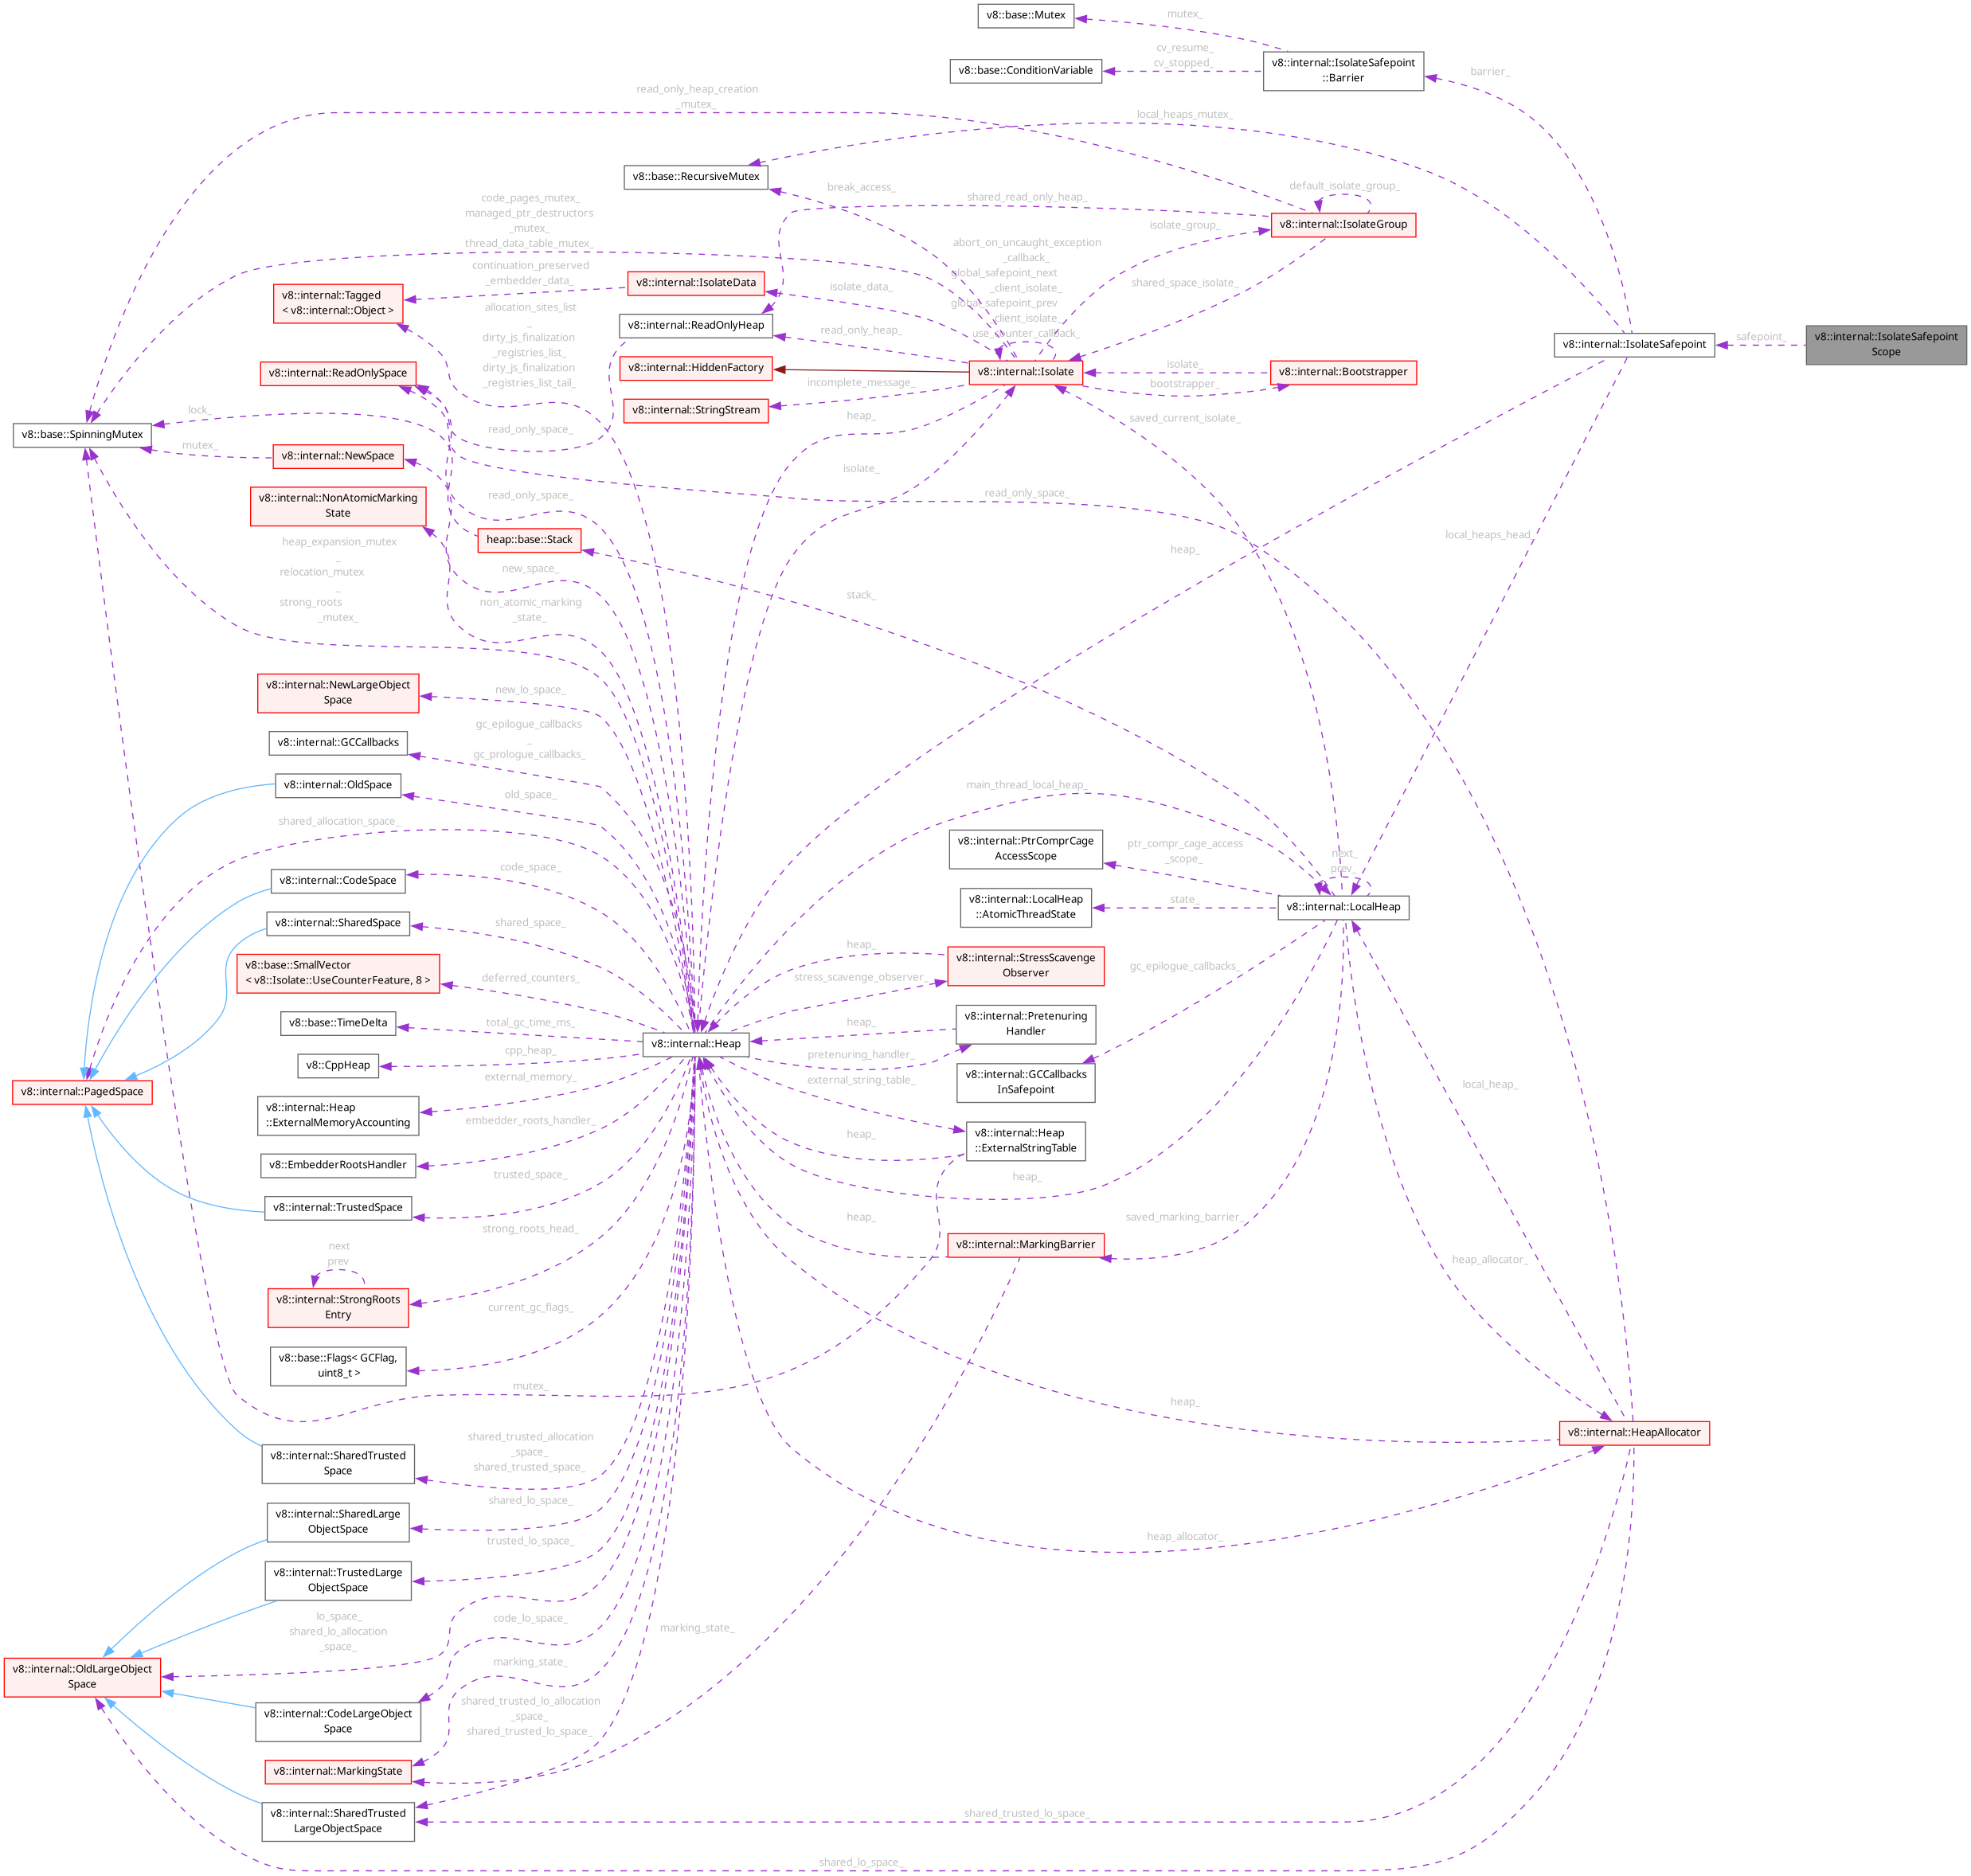 v8::base::Mutex
mutex_
cv_resume_
cv_stopped_
v8::base::ConditionVariable
v8::internal::IsolateSafepoint
::Barrier
barrier_
read_only_heap_creation
_mutex_
local_heaps_mutex_
v8::base::RecursiveMutex
break_access_
shared_read_only_heap_
default_isolate_group_
v8::internal::IsolateGroup
isolate_group_
code_pages_mutex_
managed_ptr_destructors
_mutex_
thread_data_table_mutex_
abort_on_uncaught_exception
_callback_
global_safepoint_next
_client_isolate_
global_safepoint_prev
_client_isolate_
use_counter_callback_
shared_space_isolate_
continuation_preserved
_embedder_data_
v8::internal::IsolateData
isolate_data_
v8::internal::Tagged
< v8::internal::Object >
allocation_sites_list
_
dirty_js_finalization
_registries_list_
dirty_js_finalization
_registries_list_tail_
v8::internal::ReadOnlyHeap
read_only_heap_
v8::internal::IsolateSafepoint
safepoint_
v8::internal::IsolateSafepoint
Scope
v8::internal::ReadOnlySpace
v8::internal::HiddenFactory
v8::internal::Isolate
isolate_
v8::internal::Bootstrapper
bootstrapper_
incomplete_message_
v8::internal::StringStream
lock_
heap_
saved_current_isolate_
v8::base::SpinningMutex
mutex_
read_only_space_
v8::internal::NewSpace
isolate_
v8::internal::NonAtomicMarking
State
read_only_space_
read_only_space_
heap::base::Stack
heap_expansion_mutex
_
relocation_mutex
_
strong_roots
_mutex_
new_space_
non_atomic_marking
_state_
stack_
heap_
local_heaps_head_
v8::internal::NewLargeObject
Space
new_lo_space_
v8::internal::GCCallbacks
gc_epilogue_callbacks
_
gc_prologue_callbacks_
v8::internal::OldSpace
old_space_
main_thread_local_heap_
shared_allocation_space_
v8::internal::PtrComprCage
AccessScope
ptr_compr_cage_access
_scope_
next_
prev_
v8::internal::CodeSpace
code_space_
v8::internal::LocalHeap
::AtomicThreadState
state_
v8::internal::LocalHeap
v8::internal::SharedSpace
shared_space_
v8::base::SmallVector
< v8::Isolate::UseCounterFeature, 8 >
deferred_counters_
heap_
stress_scavenge_observer_
v8::internal::StressScavenge
Observer
gc_epilogue_callbacks_
v8::base::TimeDelta
total_gc_time_ms_
v8::internal::Heap
heap_
v8::internal::Pretenuring
Handler
pretenuring_handler_
v8::CppHeap
cpp_heap_
v8::internal::PagedSpace
external_memory_
external_string_table_
v8::internal::GCCallbacks
InSafepoint
local_heap_
v8::internal::Heap
::ExternalMemoryAccounting
embedder_roots_handler_
heap_
v8::internal::Heap
::ExternalStringTable
v8::EmbedderRootsHandler
trusted_space_
heap_
v8::internal::TrustedSpace
strong_roots_head_
heap_
saved_marking_barrier_
v8::internal::MarkingBarrier
next
prev
heap_allocator_
v8::internal::StrongRoots
Entry
current_gc_flags_
v8::base::Flags< GCFlag,
uint8_t >
mutex_
heap_
v8::internal::HeapAllocator
shared_trusted_allocation
_space_
shared_trusted_space_
v8::internal::SharedTrusted
Space
shared_lo_space_
v8::internal::SharedLarge
ObjectSpace
trusted_lo_space_
heap_allocator_
v8::internal::TrustedLarge
ObjectSpace
lo_space_
shared_lo_allocation
_space_
code_lo_space_
marking_state_
v8::internal::OldLargeObject
Space
marking_state_
v8::internal::CodeLargeObject
Space
shared_trusted_lo_allocation
_space_
shared_trusted_lo_space_
v8::internal::MarkingState
v8::internal::SharedTrusted
LargeObjectSpace
shared_trusted_lo_space_
shared_lo_space_